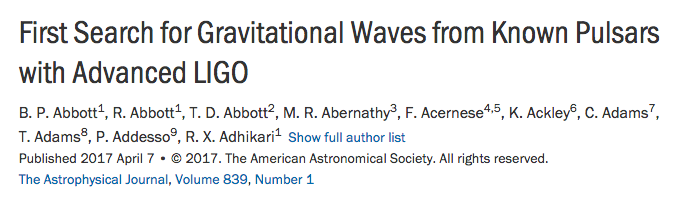 First Search for Gravitational Waves from Known Pulsars
with Advanced LIGO
B. P. Abbott1, R. Abbott1, T. D. Abbott2, M. R. Abernathy3, F. Acernese4,5, K. Ackley6, C. Adams7,
T. Adams8, P. Addesso9, R. X. Adhikari1 Show full author list
Published 2017 April 7 • © 2017. The American Astronomical Society. All rights reserved.
The Astrophysical Journal, Volume 839, Number 1